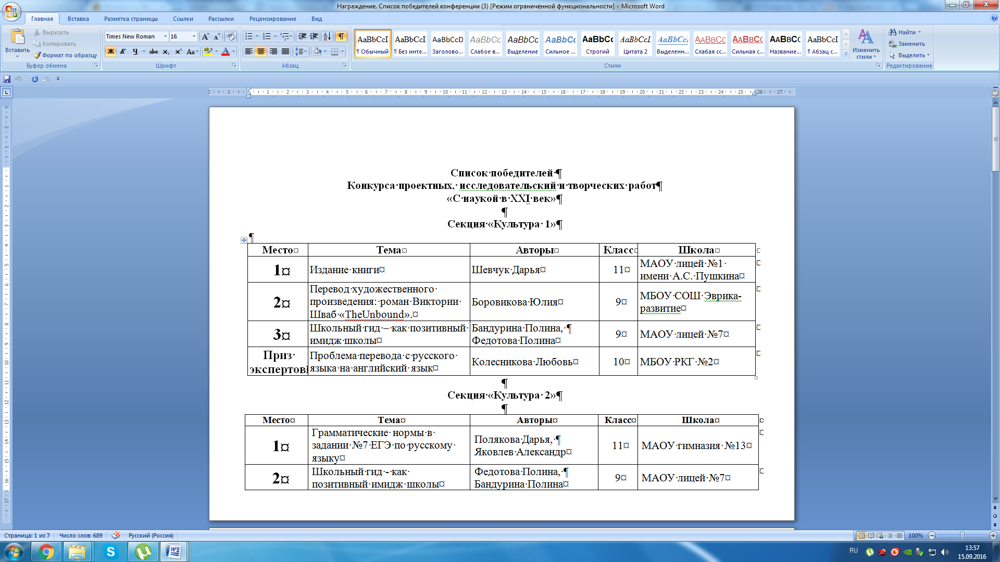 Награждение. Список победителей конференции (3) [Режим ограниченной функциональности] - Microsoft Word
Главная Вставка Разметка страницы Ссылки Рассылки Рецензирование Вид
Вставить
Вырезать
Копировать
Формат по образцу
Буфер обмена
Times New Roman 16
Ж К Ч abc x₂ x² Aa
Шрифт
Абзац
AaBbCcI AaBbCcI AaBbCcD AaBbCc AaBbCc AaBbCc AaBbCc AaBbCcI AaBbCcI AaBbCc AaBbCc AaBbCc AaBbCcI
¶ Обычный ¶ Без инте... Заголово... Слабое в... Выделение Сильное ... Строгий Цитата 2 Выделенн... Слабая сс... Сильная с... Название... ¶ Абзац с...
Стили
Изменить
стили
Найти
Заменить
Выделить
Редактирование
2 1 1 2 3 4 5 6 7 8 9 10 11 12 13 14 15 16 17 18 19 20 21 22 23 24 25 26 27
Список·победителей·¶
Конкурса·проектных,·исследовательский·и·творческих·работ¶
«С·наукой·в·XXI·век»¶
¶
Секция·«Культура·1»¶
¶
Место¤ Тема¤ Авторы¤ Класс¤ Школа¤
1¤ Издание·книги¤ Шевчук·Дарья¤ 11¤ МАОУ·лицей·№1·
имени·А.С.·Пушкина¤
2¤ Перевод·художественного·
произведения:·роман·Виктории·
Шваб·«TheUnbound».¤ Боровикова·Юлия¤ 9¤ МБОУ·СОШ·Эврика-
развитие¤
3¤ Школьный·гид·–·как·позитивный·
имидж·школы¤ Бандурина·Полина,·¶
Федотова·Полина¤ 9¤ МАОУ·лицей·№7¤
Приз·
экспертов¤ Проблема·перевода·с·русского·
языка·на·английский·язык¤ Колесникова·Любовь¤ 10¤ МБОУ·РКГ·№2¤
¶
Секция·«Культура·2»¶
¶
Место¤ Тема¤ Авторы¤ Класс¤ Школа¤
1¤ Грамматические·нормы·в·
задании·№7·ЕГЭ·по·русскому·
языку¤ Полякова·Дарья,·¶
Яковлев·Александр¤ 11¤ МАОУ·гимназия·№13¤
2¤ Школьный·гид·-·как·
позитивный·имидж·школы¤ Федотова·Полина,·¶
Бандурина·Полина¤ 9¤ МАОУ·лицей·№7¤
Страница: 1 из 7 Число слов: 689 Русский (Россия) 100%
RU 13:57
15.09.2016